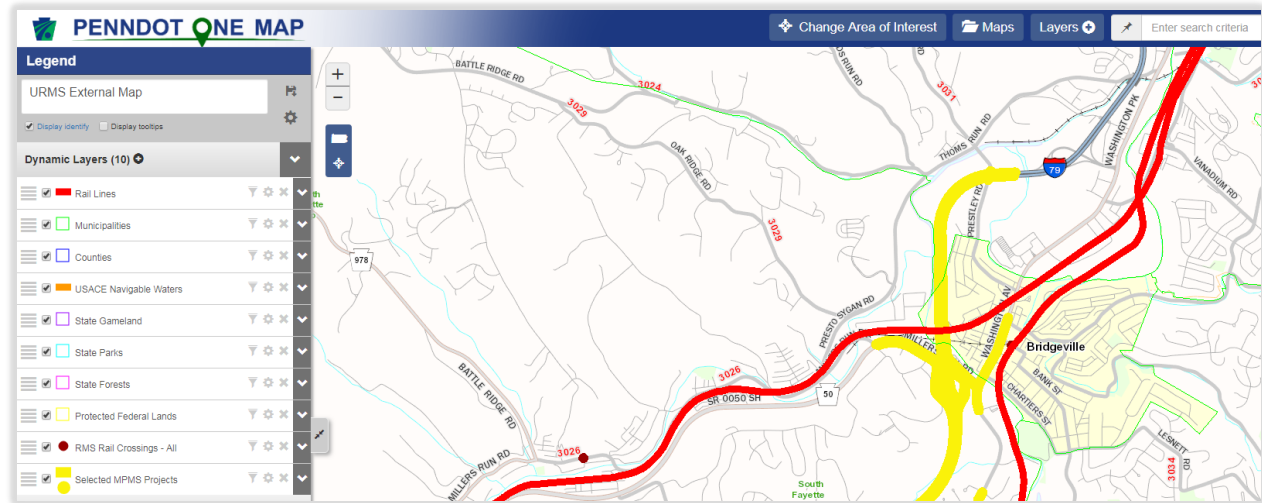 PENNDOT ONE MAP
Change Area of Interest
Maps
Layers
Enter search criteria
Legend
URMS External Map
Display identify
Display tooltips
Dynamic Layers (10)
Rail Lines
Municipalities
Counties
USACE Navigable Waters
State Gameland
State Parks
State Forests
Protected Federal Lands
RMS Rail Crossings - All
Selected MPMS Projects
+
−
BATTLE RIDGE RD
3024
3029
OAK RIDGE RD
3029
3031
THOMS RUN RD
79
WASHINGTON PK
VANADIUM RD
PRESTLEY RD
978
PRESTO SYGAN RD
WASHINGTON AV
Bridgeville
BANK ST
CHARTIERS ST
3026
SR 0050 SH
50
BATTLE RIDGE RD
3026
MILLERS RUN RD
South
Fayette
LESNETT
RD
3034